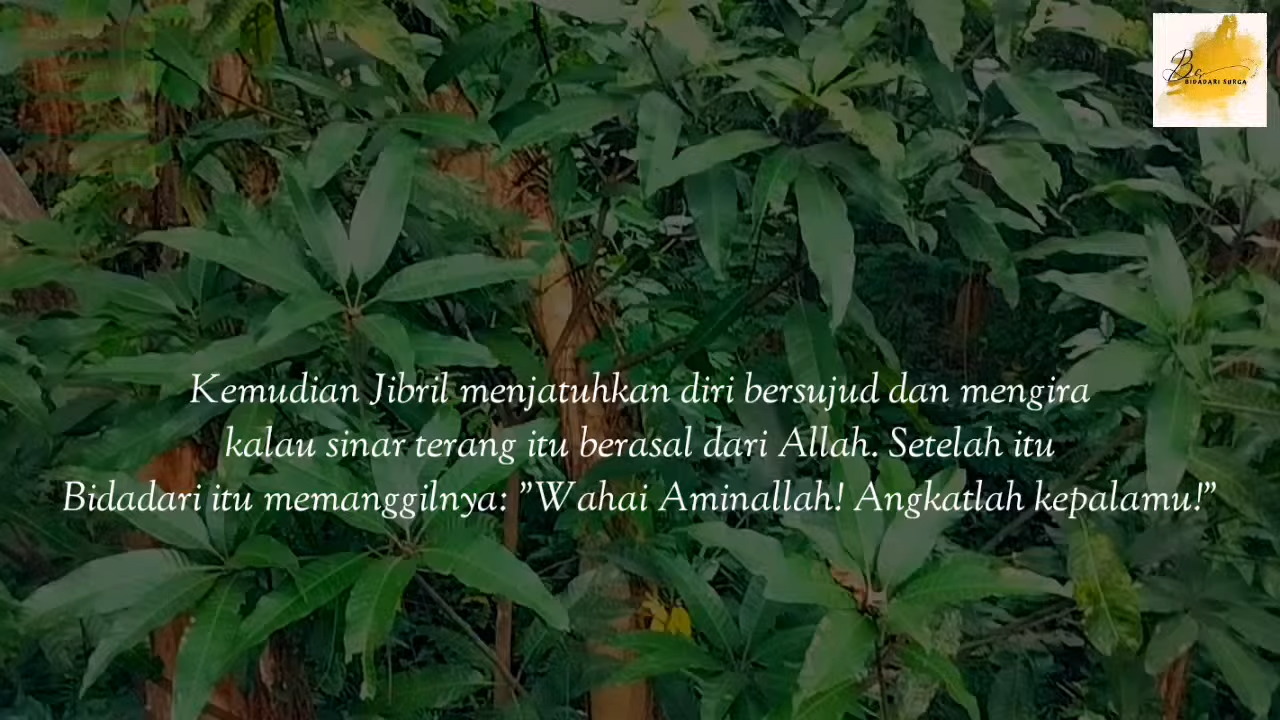 Be
BIDADARI SURGA
Kemudian Jibril menjatuhkan diri bersujud dan mengira
kalau sinar terang itu berasal dari Allah. Setelah itu
Bidadari itu memanggilnya: ”Wahai Aminallah! Angkatlah kepalamu!”